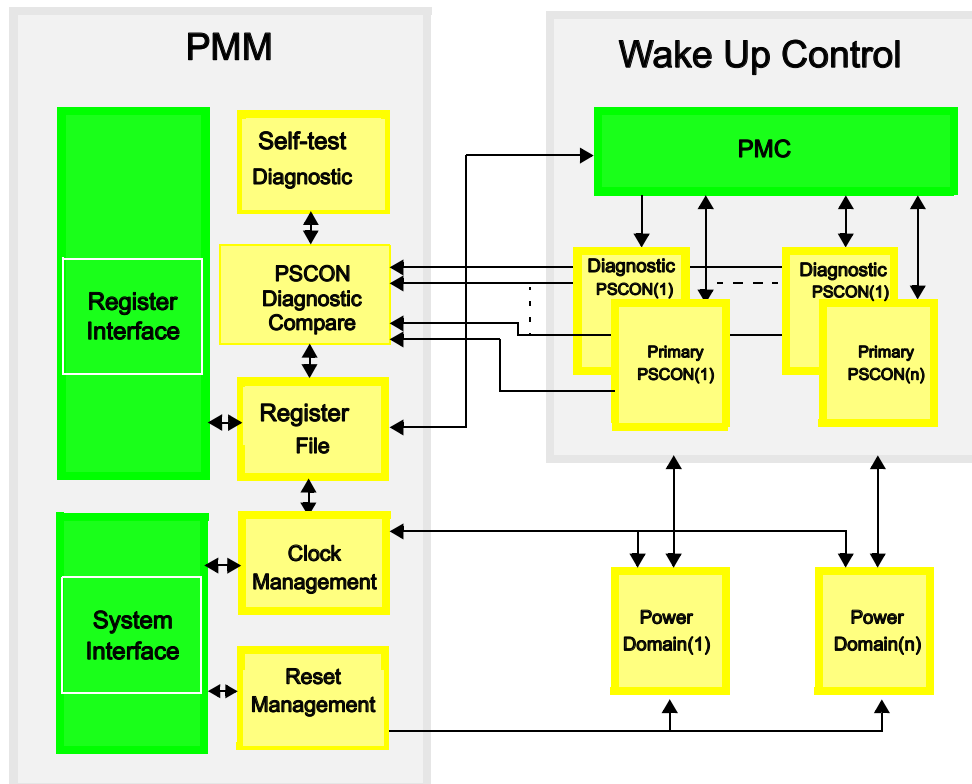 PMM
Register
Interface
Self-test
Diagnostic
PSCON
Diagnostic
Compare
Register
File
System
Interface
Clock
Management
Reset
Management
Wake Up Control
PMC
Diagnostic
PSCON(1)
Primary
PSCON(1)
Diagnostic
PSCON(1)
Primary
PSCON(n)
Power
Domain(1)
Power
Domain(n)